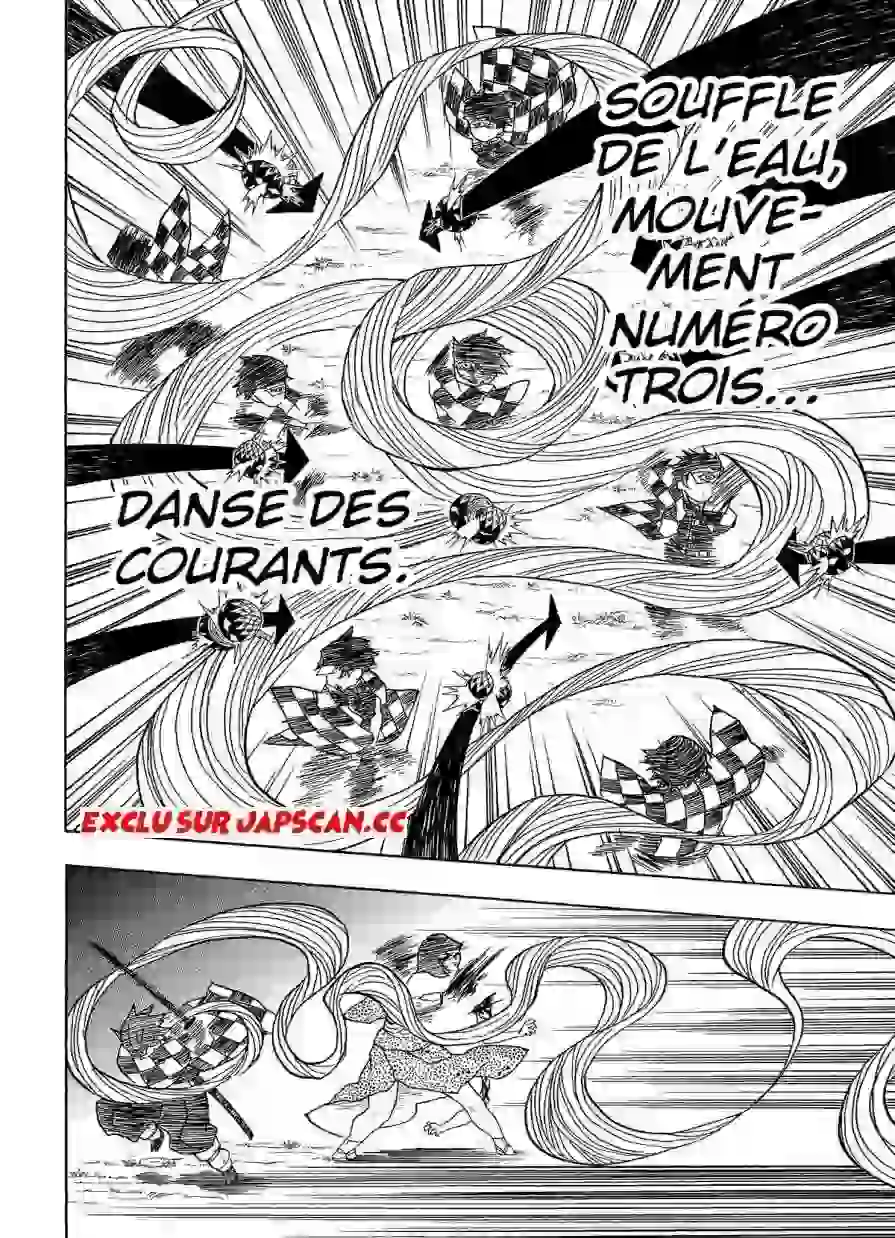 SOUFFLE
DE L'EAU,
MOUVE-
MENT
NUMÉRO
TROIS...
DANSE DES
COURANTS.
EXCLU SUR JAPSCAN.CC